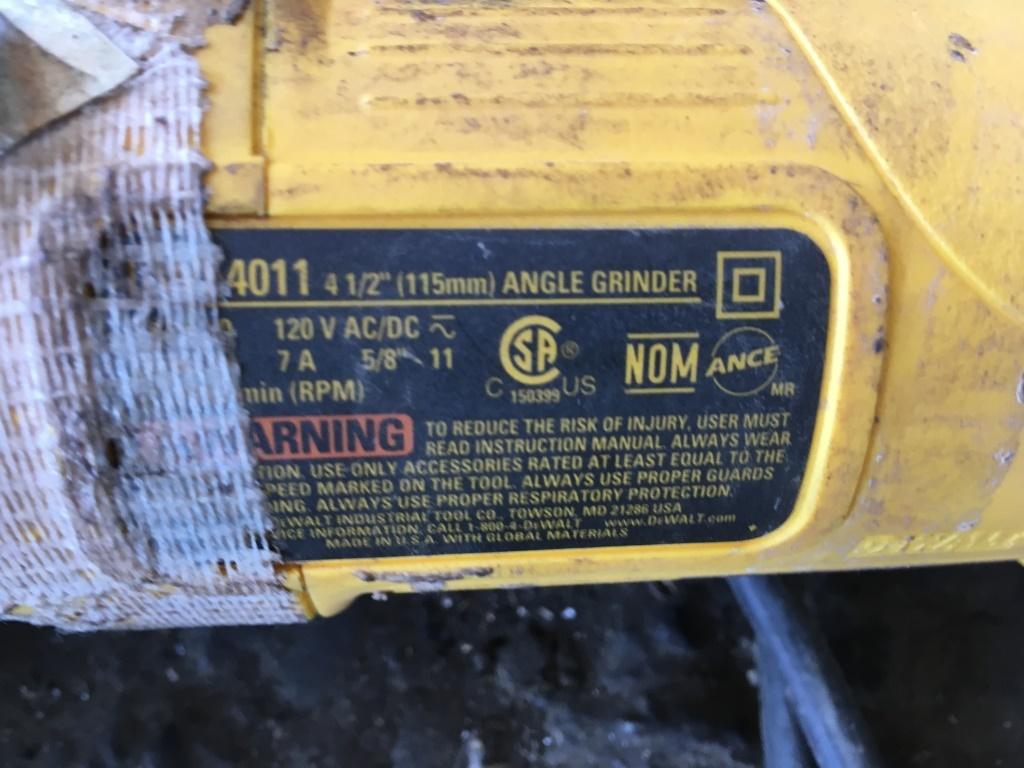 4011 4 1/2" (115mm) ANGLE GRINDER
120 V AC/DC
7 A 5/8" - 11
min (RPM)
SA ®
C 150399 US
NOM
ANCE
MR
ARNING TO REDUCE THE RISK OF INJURY, USER MUST
READ INSTRUCTION MANUAL. ALWAYS WEAR
TION. USE ONLY ACCESSORIES RATED AT LEAST EQUAL TO THE
PEED MARKED ON THE TOOL. ALWAYS USE PROPER GUARDS
NING. ALWAYS USE PROPER RESPIRATORY PROTECTION.
DEWALT INDUSTRIAL TOOL CO., TOWSON, MD 21286 USA
VICE INFORMATION, CALL 1-800-4-DEWALT www.DEWALT.com
MADE IN U.S.A. WITH GLOBAL MATERIALS